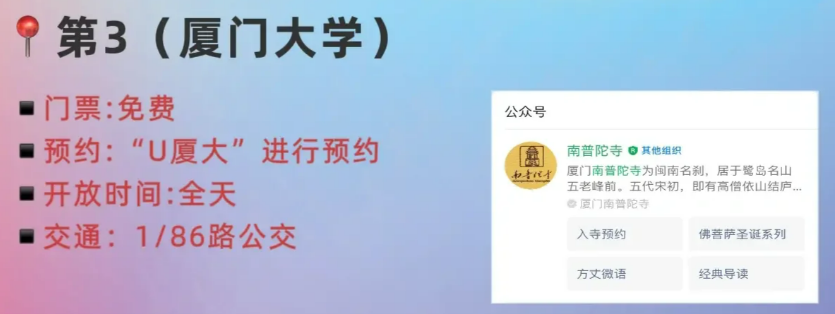 第3（厦门大学）
门票:免费
预约:“U厦大”进行预约
开放时间:全天
交通：1/86路公交
公众号
南普陀寺 其他组织
厦门南普陀寺为闽南名刹，居于鹭岛名山
五老峰前。五代宋初，即有高僧依山结庐...
厦门南普陀寺
入寺预约
佛菩萨圣诞系列
方丈微语
经典导读